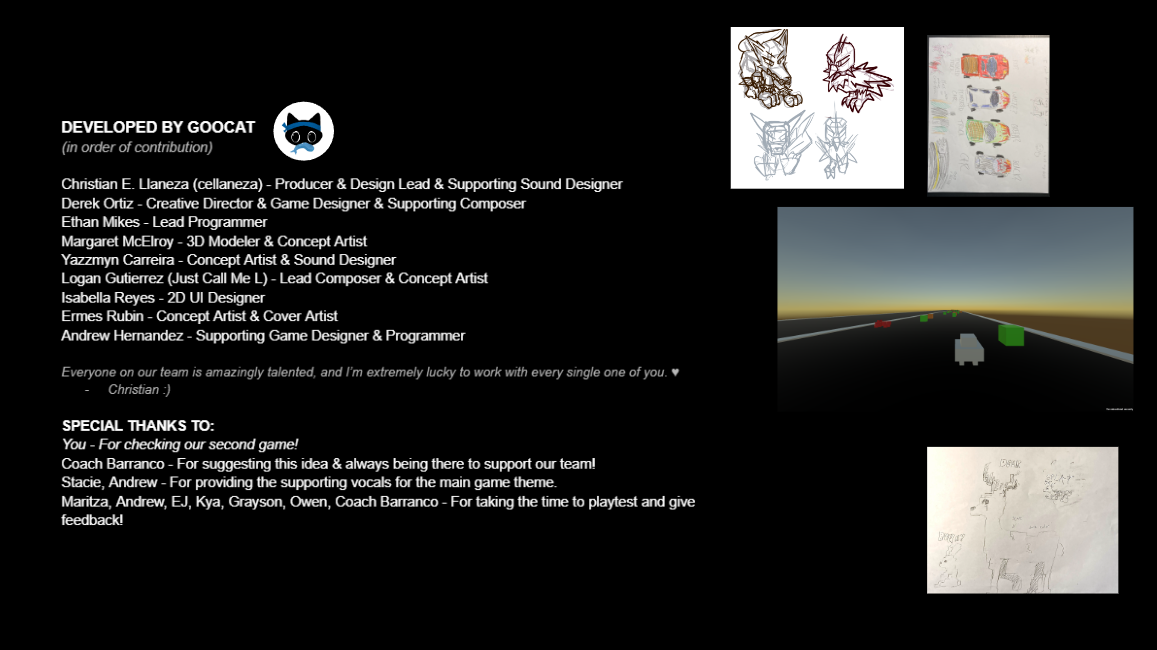 DEVELOPED BY GOOCAT
(in order of contribution)
Christian E. Llaneza (cellaneza) - Producer & Design Lead & Supporting Sound Designer
Derek Ortiz - Creative Director & Game Designer & Supporting Composer
Ethan Mikes - Lead Programmer
Margaret McElroy - 3D Modeler & Concept Artist
Yazzmyn Carreira - Concept Artist & Sound Designer
Logan Gutierrez (Just Call Me L) - Lead Composer & Concept Artist
Isabella Reyes - 2D UI Designer
Ermes Rubin - Concept Artist & Cover Artist
Andrew Hernandez - Supporting Game Designer & Programmer
Everyone on our team is amazingly talented, and I'm extremely lucky to work with every single one of you. ♥
- Christian :)
SPECIAL THANKS TO:
You - For checking our second game!
Coach Barranco - For suggesting this idea & always being there to support our team!
Stacie, Andrew - For providing the supporting vocals for the main game theme.
Maritza, Andrew, EJ, Kya, Grayson, Owen, Coach Barranco - For taking the time to playtest and give
feedback!